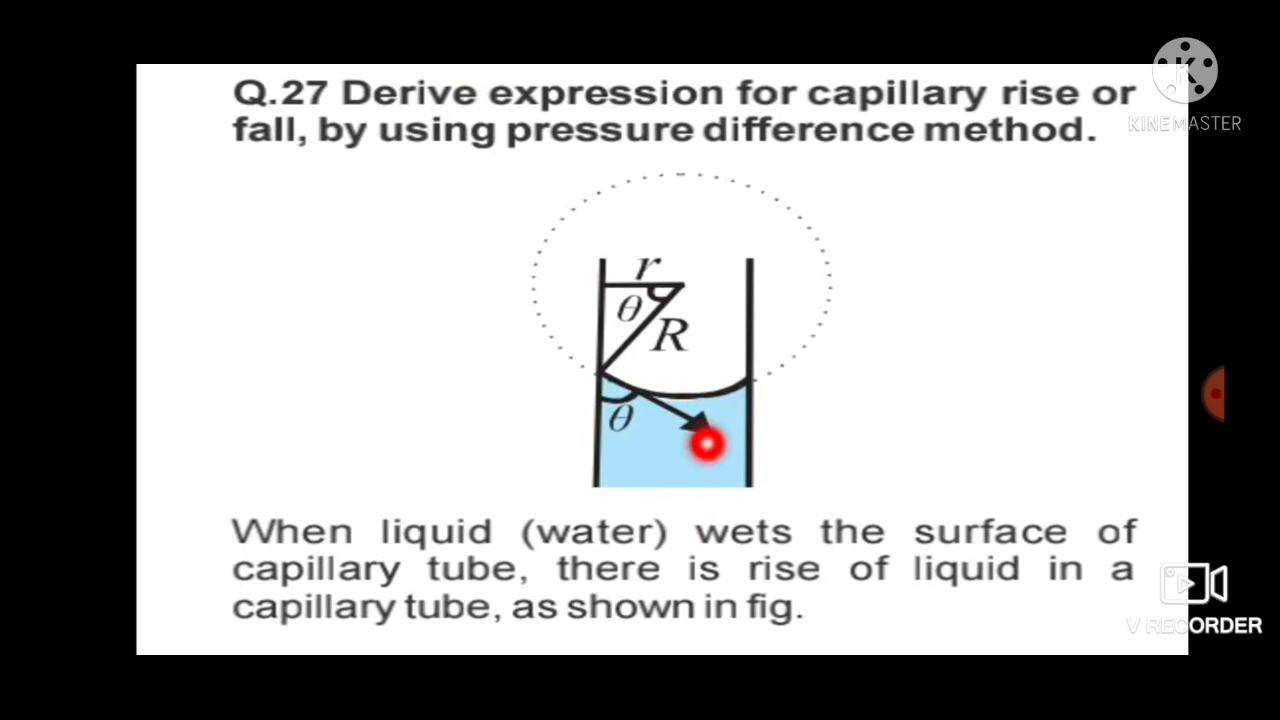 Q.27 Derive expression for capillary rise or
fall, by using pressure difference method.
KINEMASTER
r
θ
R
θ
When liquid (water) wets the surface of
capillary tube, there is rise of liquid in a
capillary tube, as shown in fig.
V RECORDER